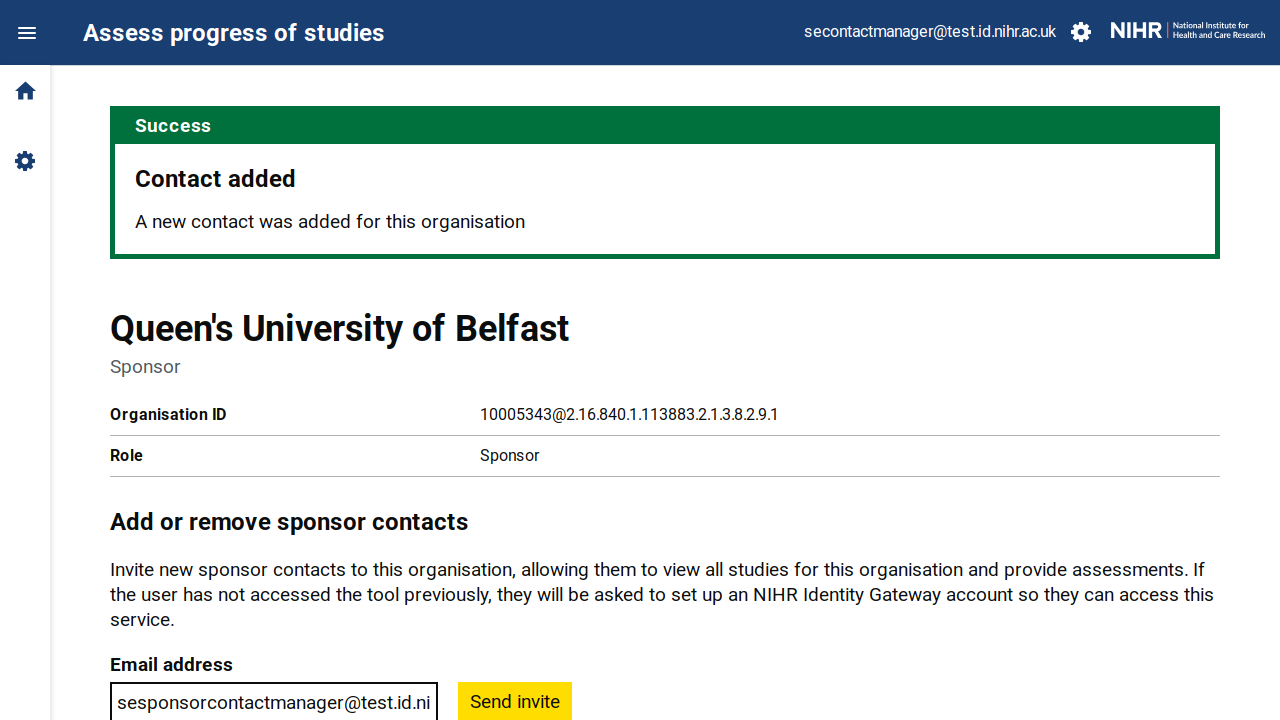 Assess progress of studies
secontactmanager@test.id.nihr.ac.uk
NIHR | National Institute for
Health and Care Research
Success
Contact added
A new contact was added for this organisation
Queen's University of Belfast
Sponsor
Organisation ID 10005343@2.16.840.1.113883.2.1.3.8.2.9.1
Role Sponsor
Add or remove sponsor contacts
Invite new sponsor contacts to this organisation, allowing them to view all studies for this organisation and provide assessments. If
the user has not accessed the tool previously, they will be asked to set up an NIHR Identity Gateway account so they can access this
service.
Email address
sesponsorcontactmanager@test.id.ni
Send invite